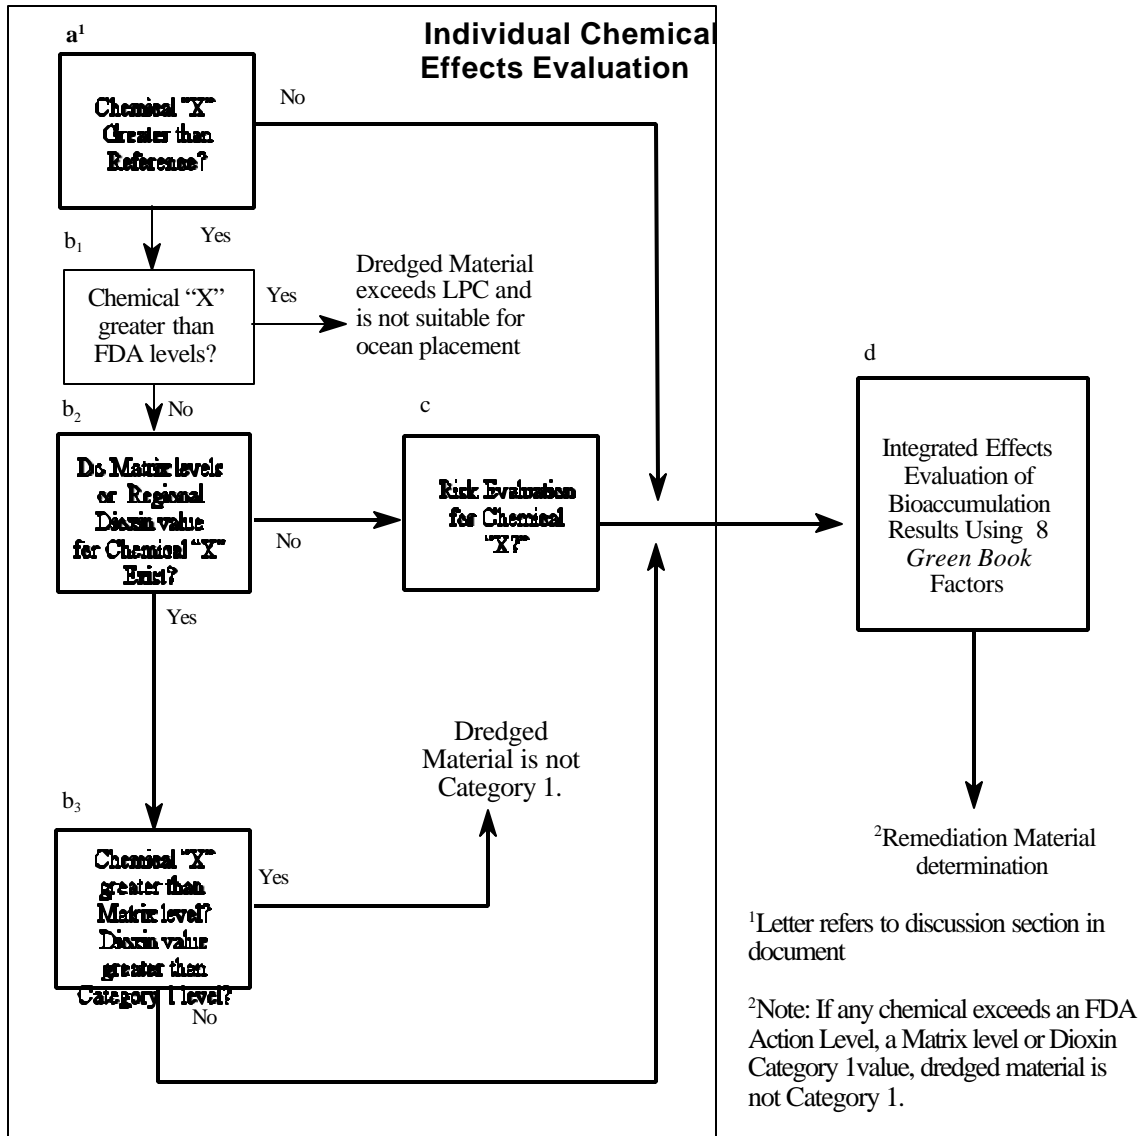 a1
Individual Chemical
Effects Evaluation
Chemical "X"
Greater than
Reference?
No
Yes
b1
Chemical “X”
greater than
FDA levels?
Yes
Dredged Material
exceeds LPC and
is not suitable for
ocean placement
No
b2
Do Matrix levels
or Regional
Dioxin value
for Chemical "X"
Exist?
No
Yes
c
Risk Evaluation
for Chemical
"X?"
d
Integrated Effects
Evaluation of
Bioaccumulation
Results Using 8
Green Book
Factors
Dredged
Material is not
Category 1.
b3
Chemical "X"
greater than
Matrix level?
Dioxin value
greater than
Category 1 level?
Yes
No
2Remediation Material
determination
1Letter refers to discussion section in
document
2Note: If any chemical exceeds an FDA
Action Level, a Matrix level or Dioxin
Category 1value, dredged material is
not Category 1.